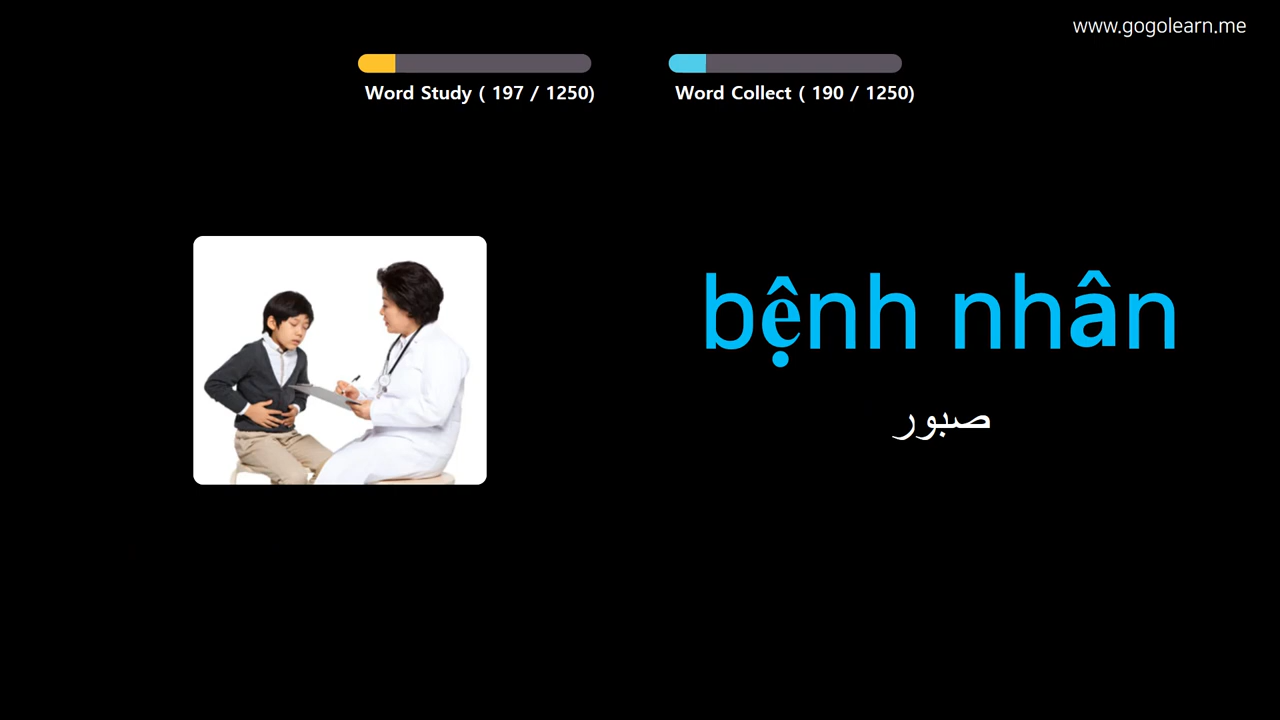 www.gogolearn.me
Word Study ( 197 / 1250)
Word Collect ( 190 / 1250)
bệnh nhân
صبور